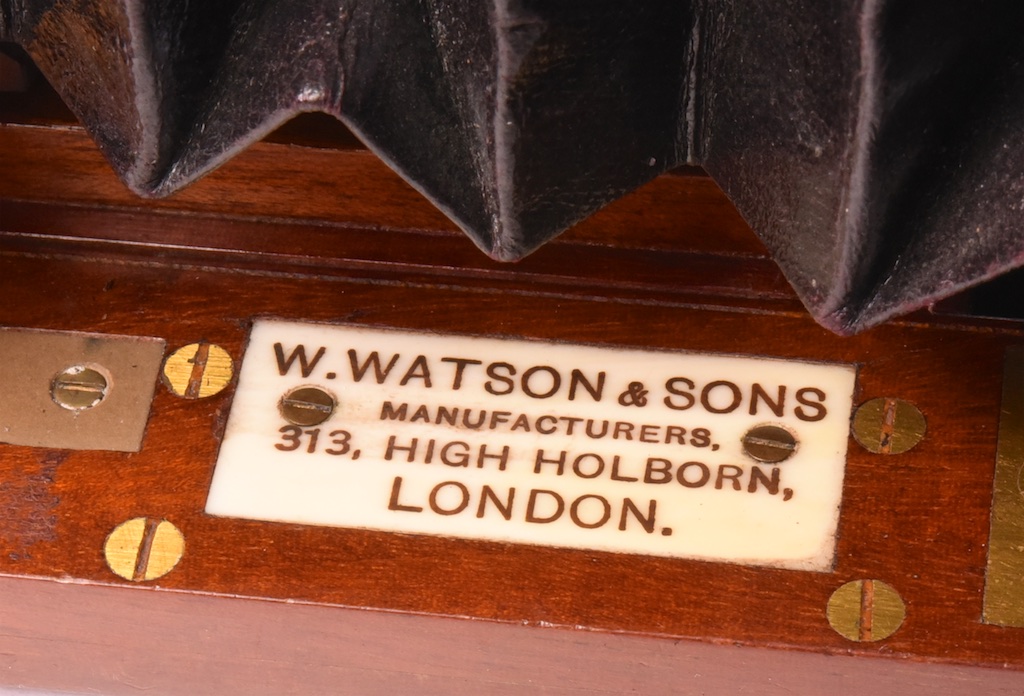 W. WATSON & SONS
MANUFACTURERS,
313, HIGH HOLBORN,
LONDON.